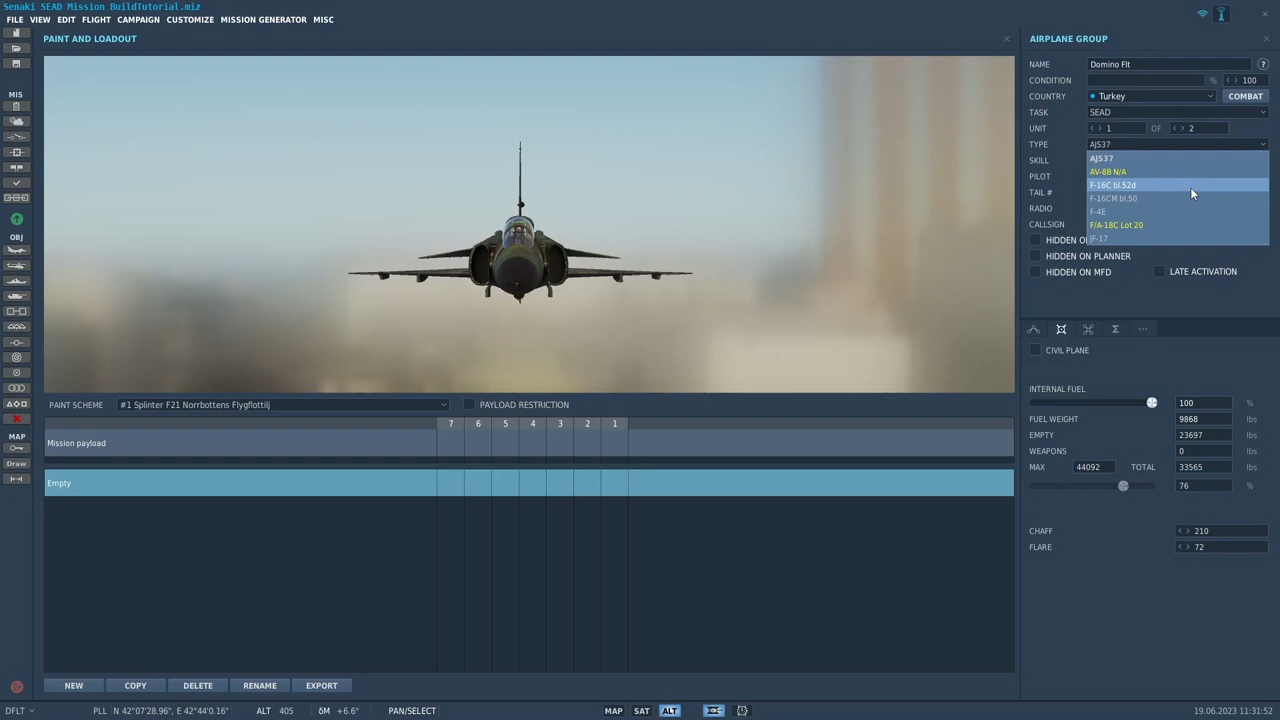 Senaki SEAD Mission BuildTutorial.miz
FILE VIEW EDIT FLIGHT CAMPAIGN CUSTOMIZE MISSION GENERATOR MISC
PAINT AND LOADOUT
AIRPLANE GROUP
NAME Domino Flt ?
CONDITION % < > 100
COUNTRY Turkey COMBAT
TASK SEAD
UNIT < > 1 OF < > 2
TYPE AJS37
SKILL AJS37
AV-8B N/A
PILOT
F-16C bl.52d
TAIL # F-16CM bl.50
RADIO F-4E
CALLSIGN F/A-18C Lot 20
HIDDEN O JF-17
HIDDEN ON PLANNER
HIDDEN ON MFD LATE ACTIVATION
MIS
OBJ
MAP
Draw
CIVIL PLANE
INTERNAL FUEL
100 %
FUEL WEIGHT 9868 lbs
EMPTY 23697 lbs
WEAPONS 0 lbs
MAX 44092 TOTAL 33565 lbs
76 %
CHAFF < > 210
FLARE < > 72
PAINT SCHEME #1 Splinter F21 Norrbottens Flygflottilj PAYLOAD RESTRICTION
7 6 5 4 3 2 1
Mission payload
Empty
NEW COPY DELETE RENAME EXPORT
DFLT PLL N 42°07'28.96", E 42°44'0.16" ALT 405 δM +6.6° PAN/SELECT MAP SAT ALT 19.06.2023 11:31:52